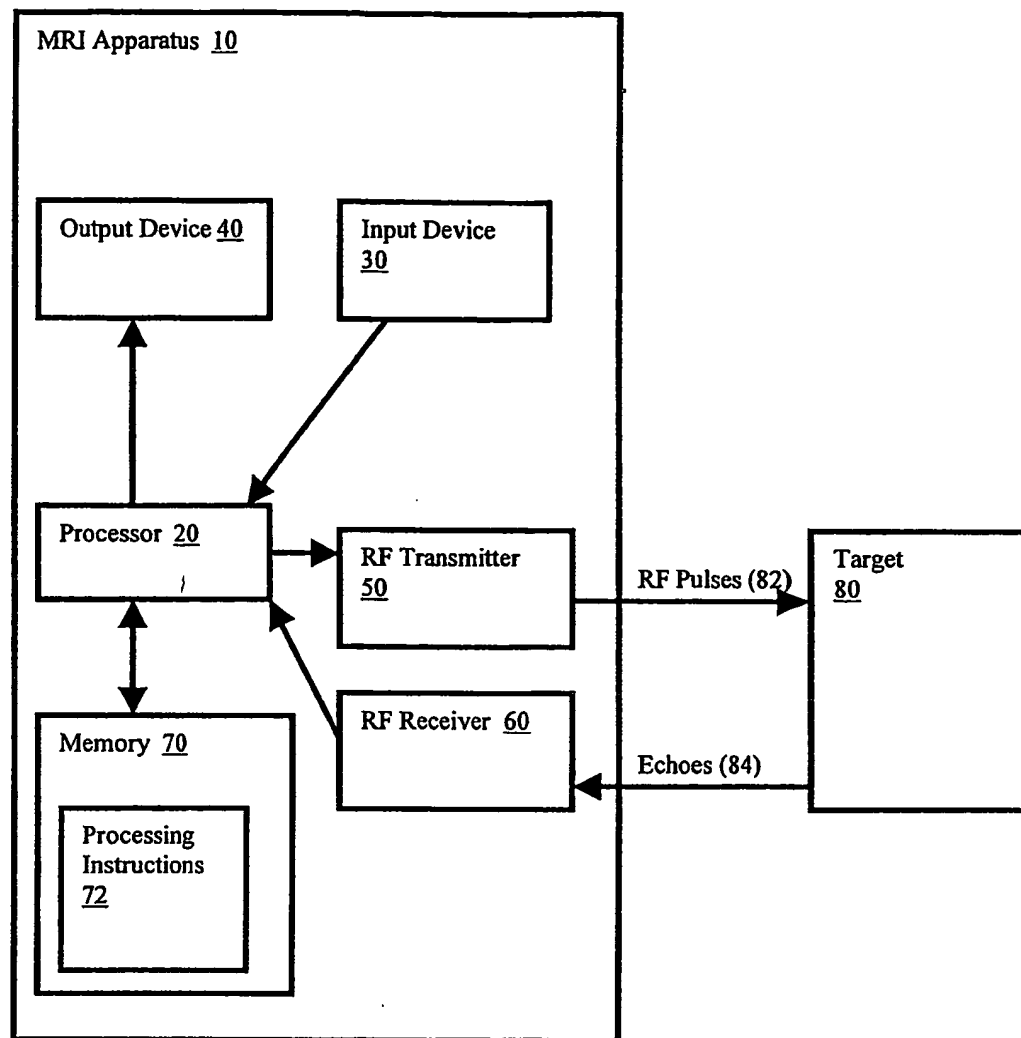 MRI Apparatus 10
Output Device 40
Input Device
30
Processor 20
RF Transmitter
50
RF Pulses (82)
Target
80
Memory 70
RF Receiver 60
Echoes (84)
Processing
Instructions
72